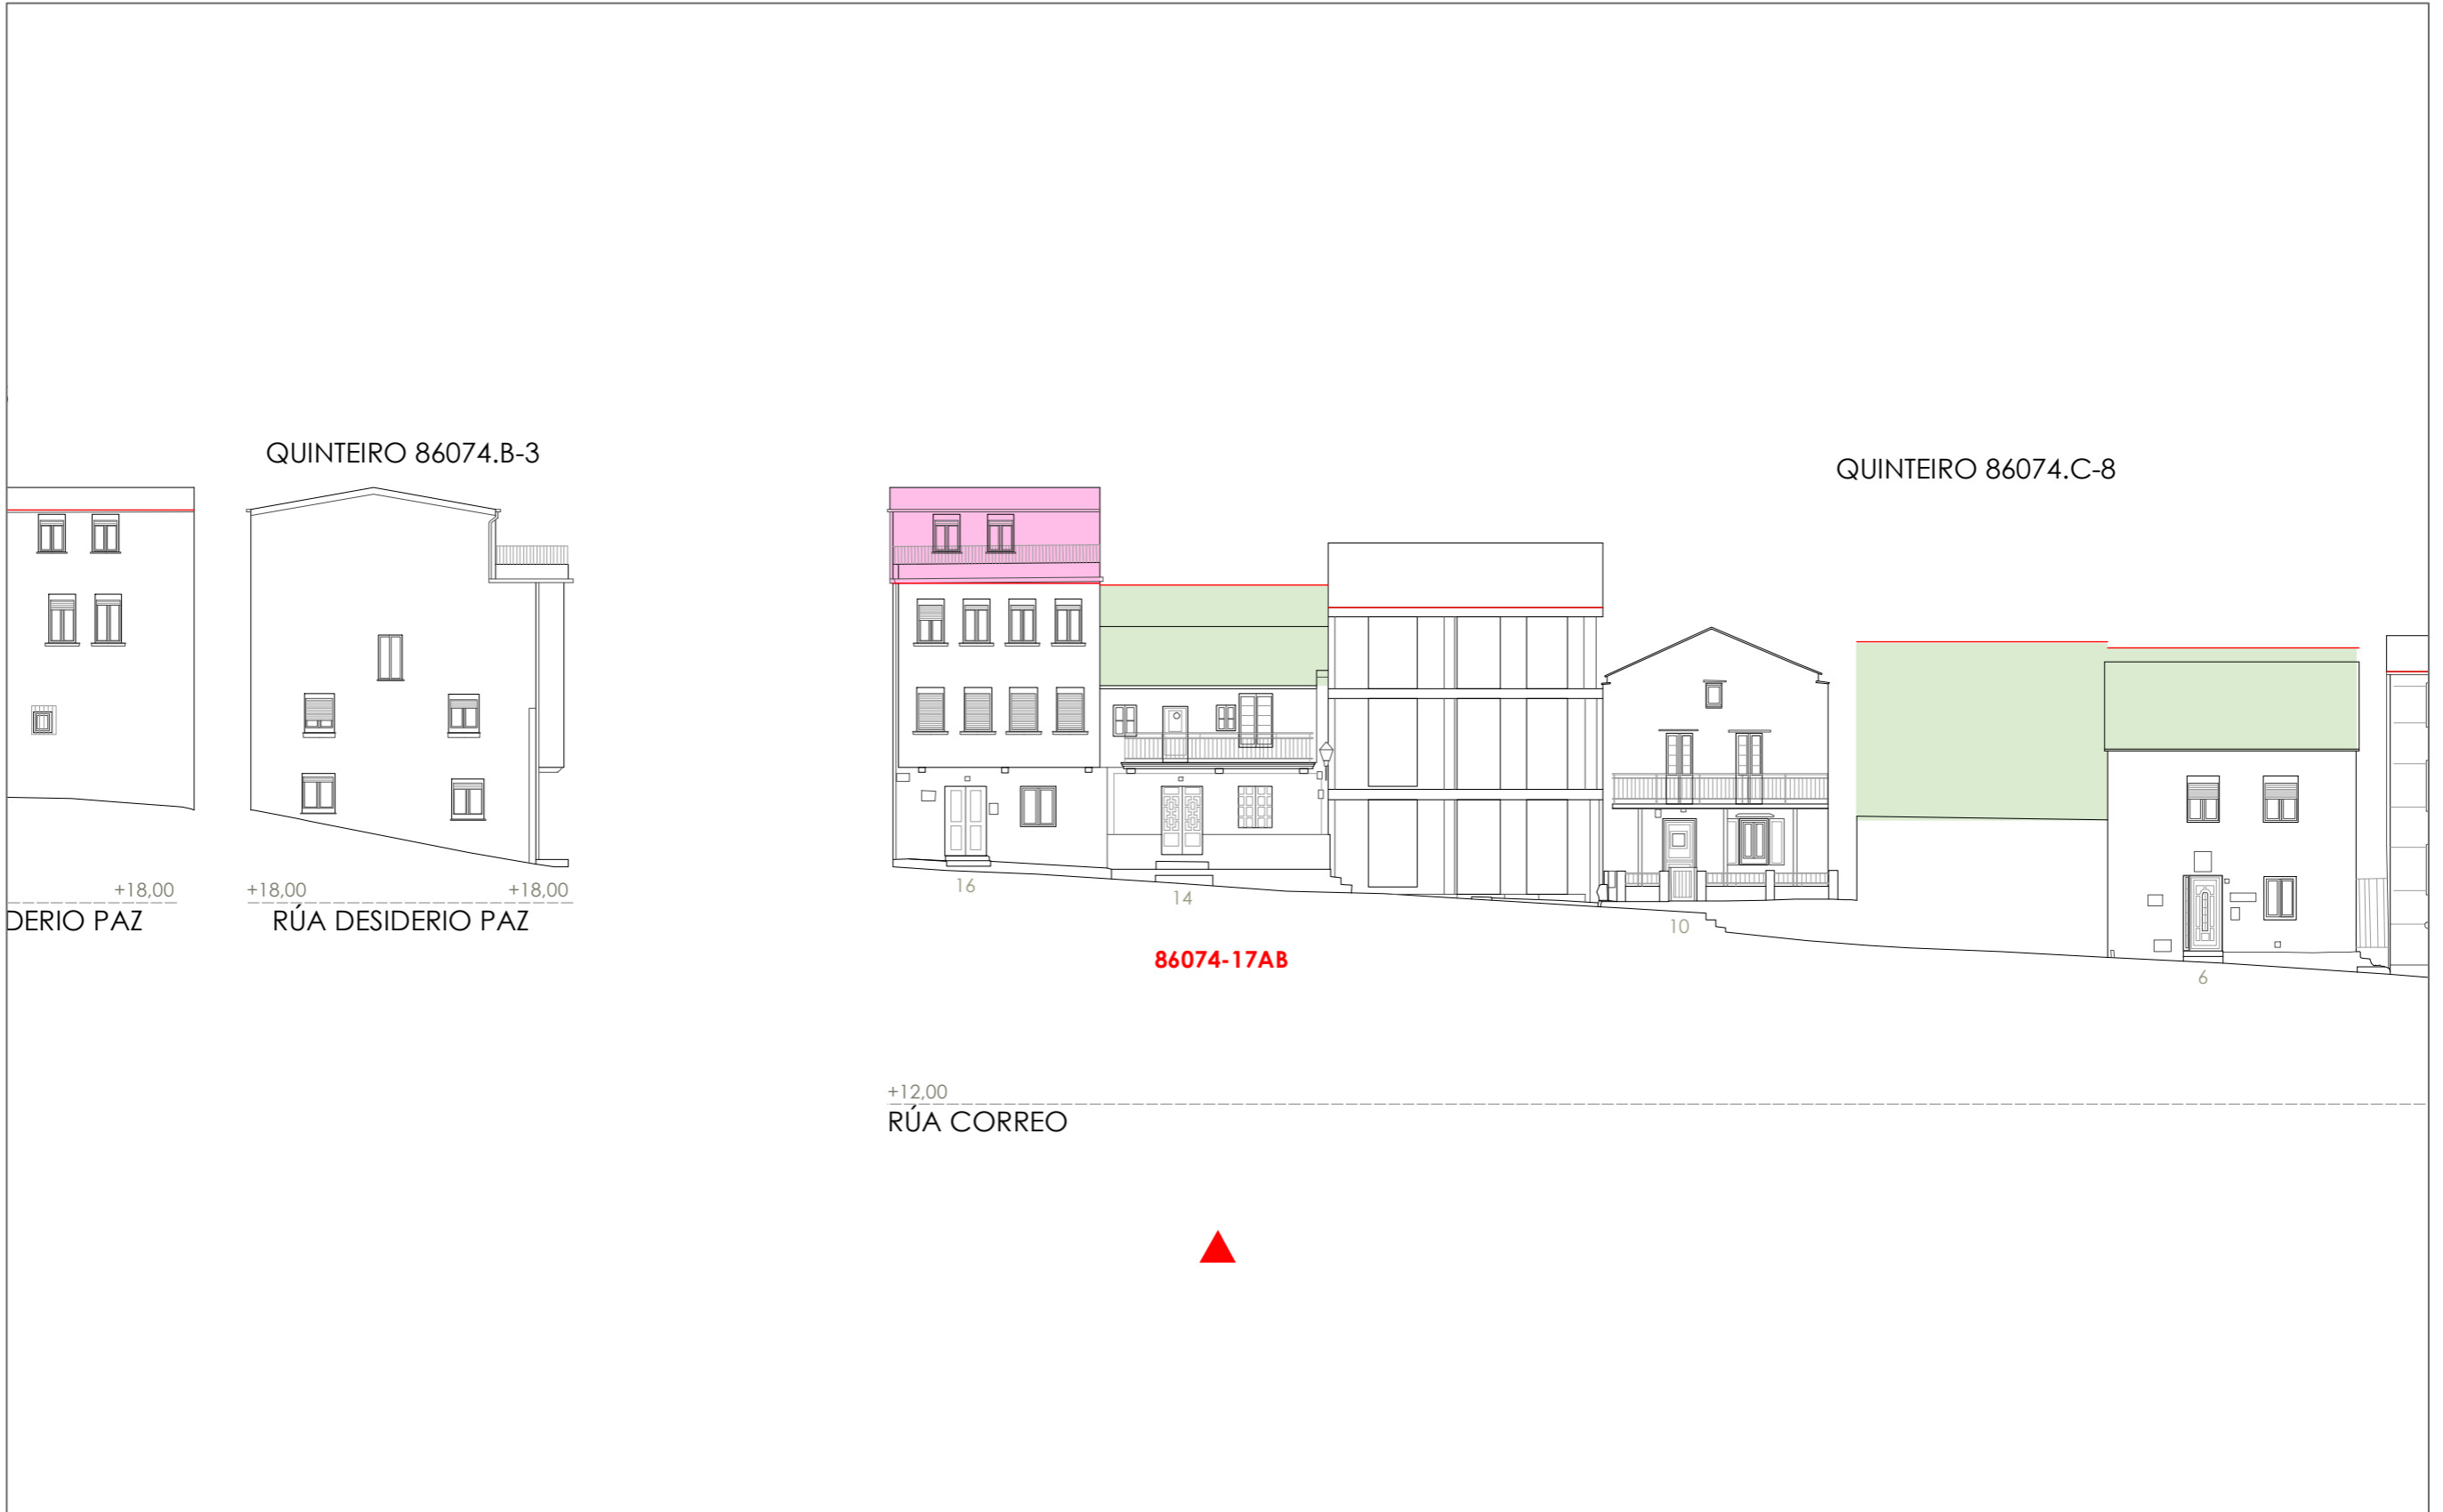 QUINTEIRO 86074.B-3
QUINTEIRO 86074.C-8
+18,00
+18,00
+18,00
DERIO PAZ
RÚA DESIDERIO PAZ
16
14
10
6
86074-17AB
+12,00
RÚA CORREO